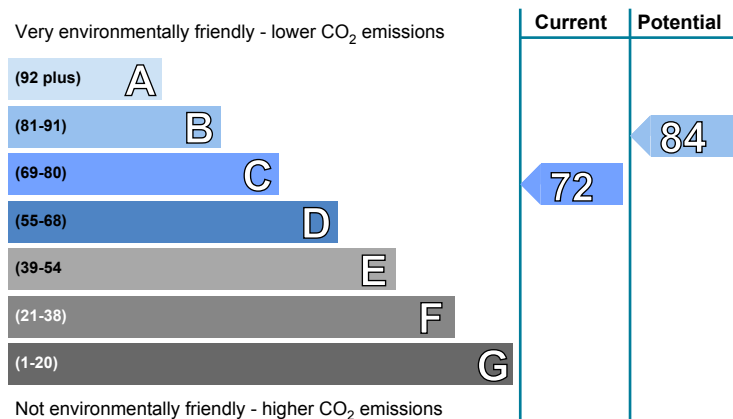 Current Potential
Very environmentally friendly - lower CO₂ emissions
(92 plus) A
(81-91) B
84
(69-80) C
72
(55-68) D
(39-54 E
(21-38) F
(1-20) G
Not environmentally friendly - higher CO₂ emissions